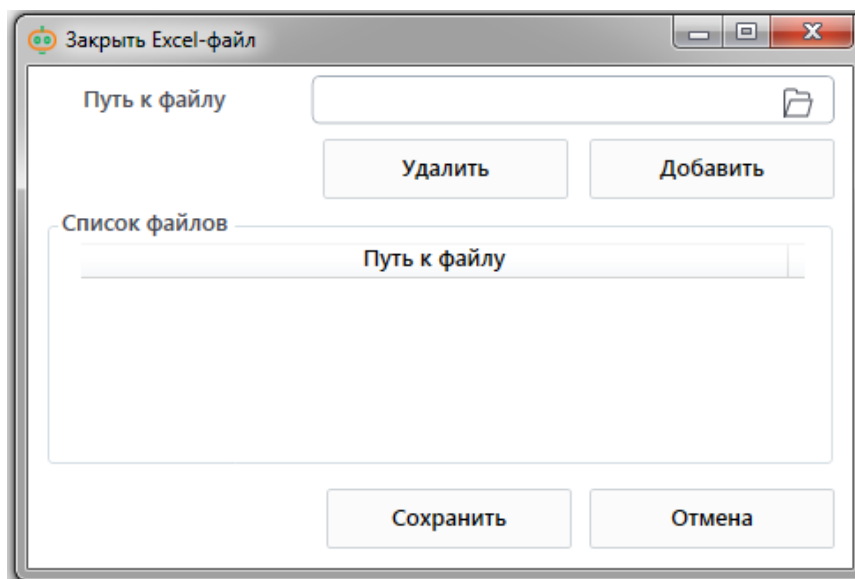 Закрыть Excel-файл
Путь к файлу
Удалить Добавить
Список файлов
Путь к файлу
Сохранить Отмена